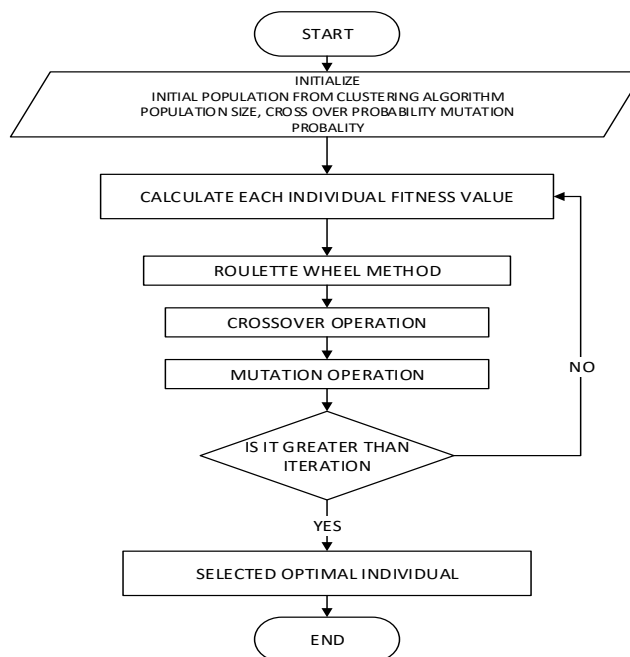 START
INITIALIZE
INITIAL POPULATION FROM CLUSTERING ALGORITHM
POPULATION SIZE, CROSS OVER PROBABILITY MUTATION
PROBALITY
CALCULATE EACH INDIVIDUAL FITNESS VALUE
ROULETTE WHEEL METHOD
CROSSOVER OPERATION
MUTATION OPERATION
NO
IS IT GREATER THAN
ITERATION
YES
SELECTED OPTIMAL INDIVIDUAL
END